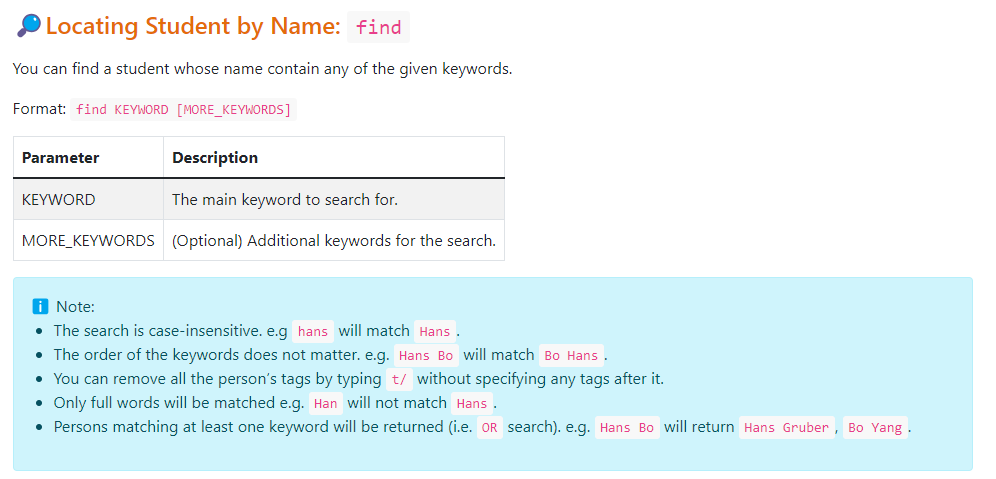 🔎Locating Student by Name: find
You can find a student whose name contain any of the given keywords.
Format: find KEYWORD [MORE_KEYWORDS]
Parameter Description
KEYWORD The main keyword to search for.
MORE_KEYWORDS (Optional) Additional keywords for the search.
ℹ️ Note:
• The search is case-insensitive. e.g hans will match Hans.
• The order of the keywords does not matter. e.g. Hans Bo will match Bo Hans.
• You can remove all the person’s tags by typing t/ without specifying any tags after it.
• Only full words will be matched e.g. Han will not match Hans.
• Persons matching at least one keyword will be returned (i.e. OR search). e.g. Hans Bo will return Hans Gruber, Bo Yang.